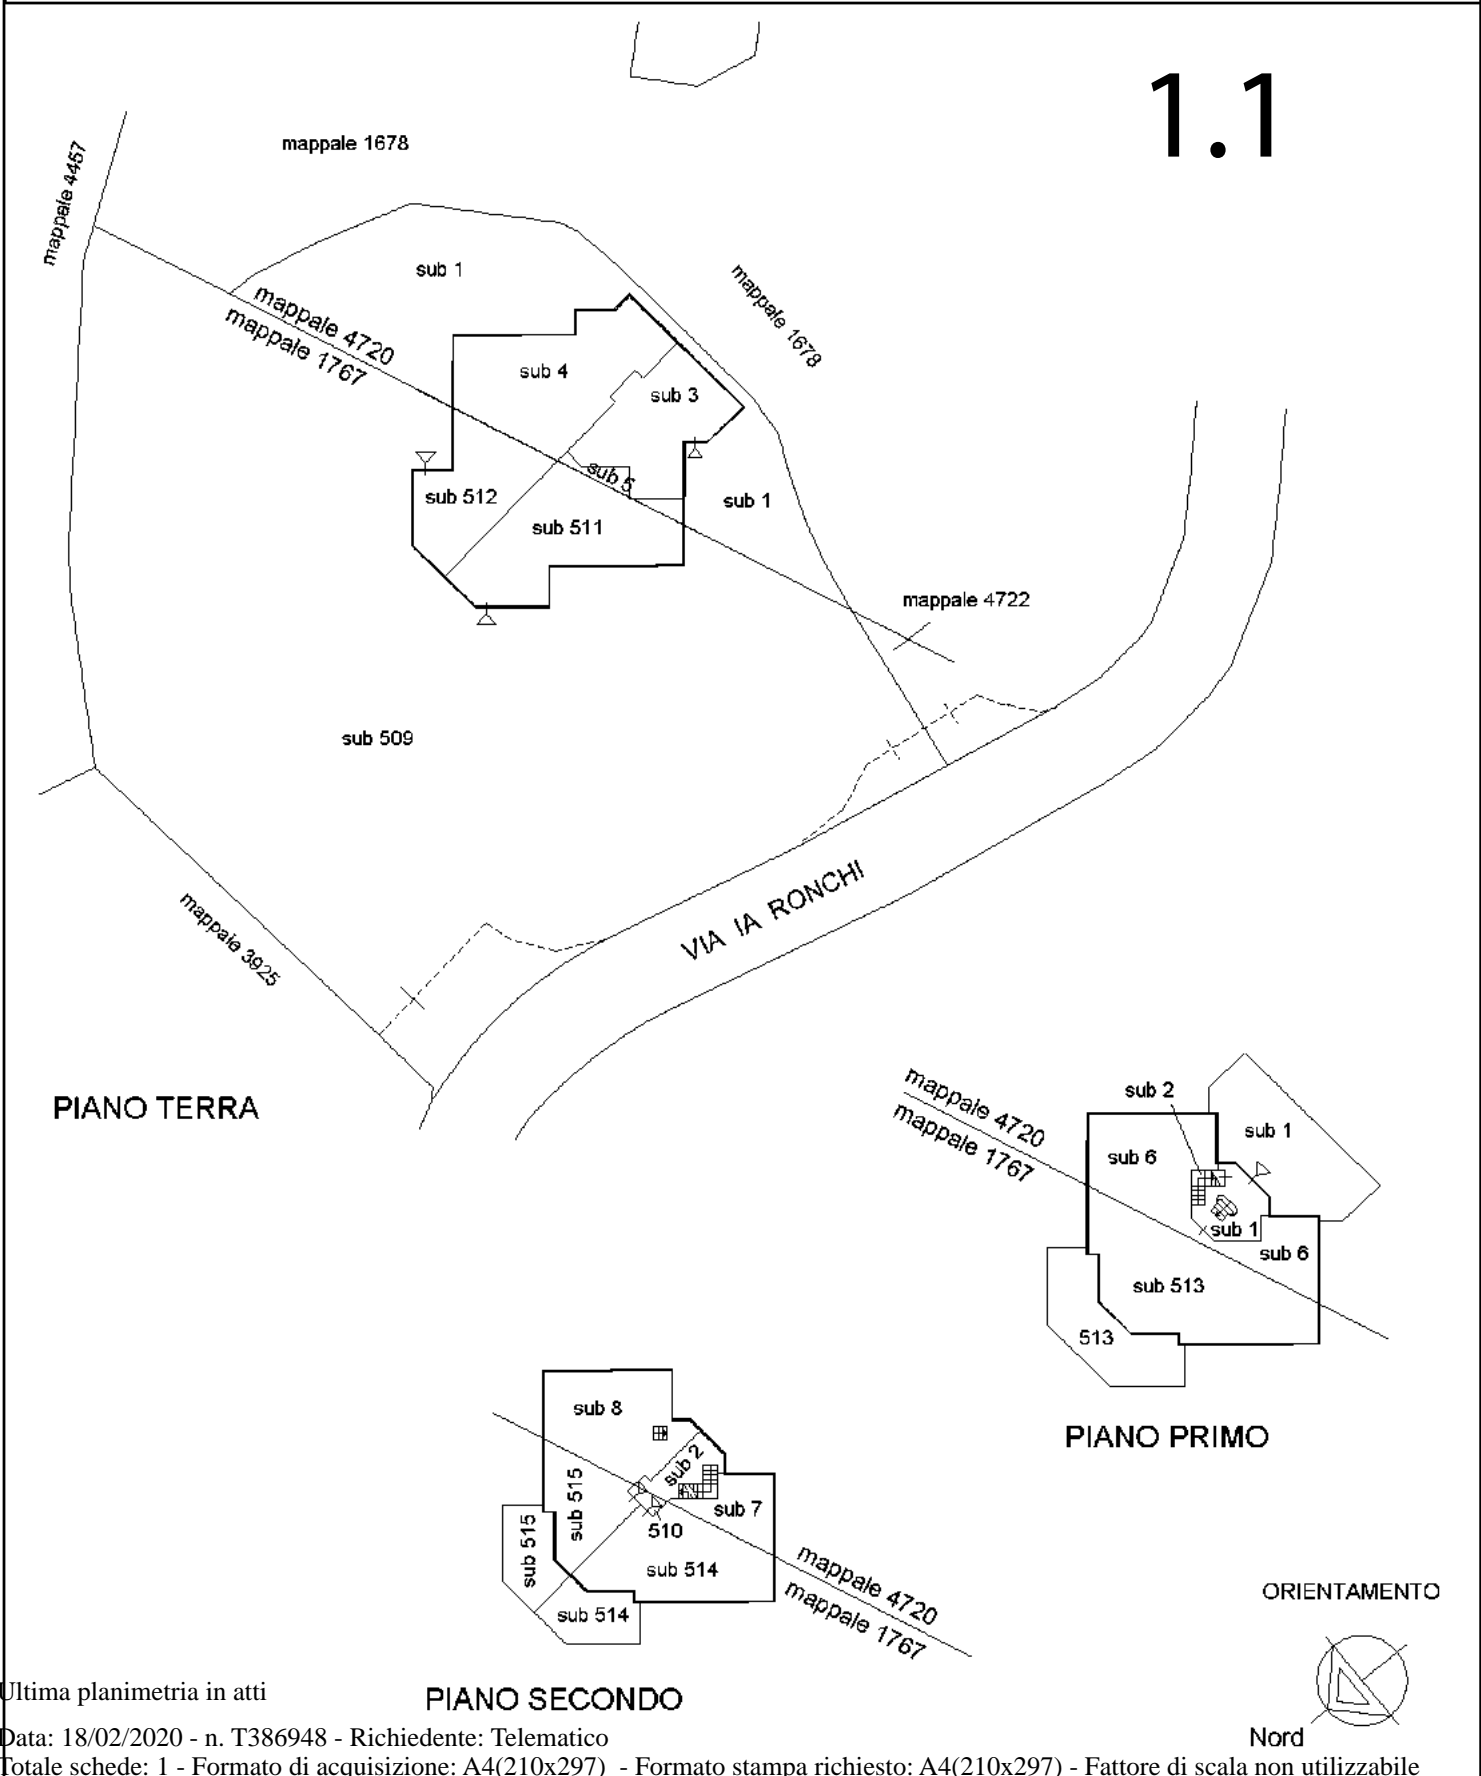 1.1
mappale 1678
mappale 4457
sub 1
mappale 1678
mappale 4720
mappale 1767
sub 4
sub 3
sub 5
sub 512
sub 1
sub 511
mappale 4722
sub 509
VIA IA RONCHI
mappale 3925
PIANO TERRA
mappale 4720
mappale 1767
sub 2
sub 1
sub 6
sub 1
sub 6
sub 513
513
PIANO PRIMO
sub 8
sub 2
sub 515
sub 515
sub 7
510
sub 514
sub 514
mappale 4720
mappale 1767
PIANO SECONDO
ORIENTAMENTO
Nord
Ultima planimetria in atti
Data: 18/02/2020 - n. T386948 - Richiedente: Telematico
Totale schede: 1 - Formato di acquisizione: A4(210x297) - Formato stampa richiesto: A4(210x297) - Fattore di scala non utilizzabile